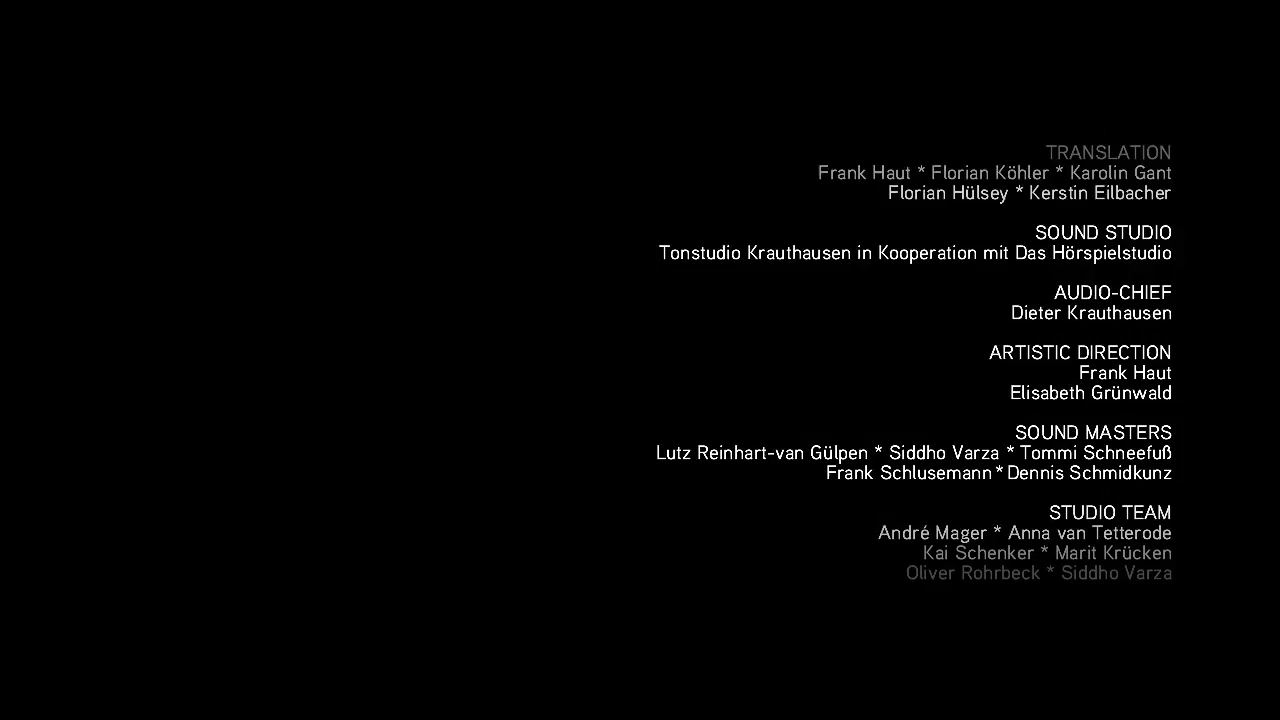 TRANSLATION
Frank Haut * Florian Köhler * Karolin Gant
Florian Hülsey * Kerstin Eilbacher
SOUND STUDIO
Tonstudio Krauthausen in Kooperation mit Das Hörspielstudio
AUDIO-CHIEF
Dieter Krauthausen
ARTISTIC DIRECTION
Frank Haut
Elisabeth Grünwald
SOUND MASTERS
Lutz Reinhart-van Gülpen * Siddho Varza * Tommi Schneefuß
Frank Schlusemann * Dennis Schmidkunz
STUDIO TEAM
André Mager * Anna van Tetterode
Kai Schenker * Marit Krücken
Oliver Rohrbeck * Siddho Varza